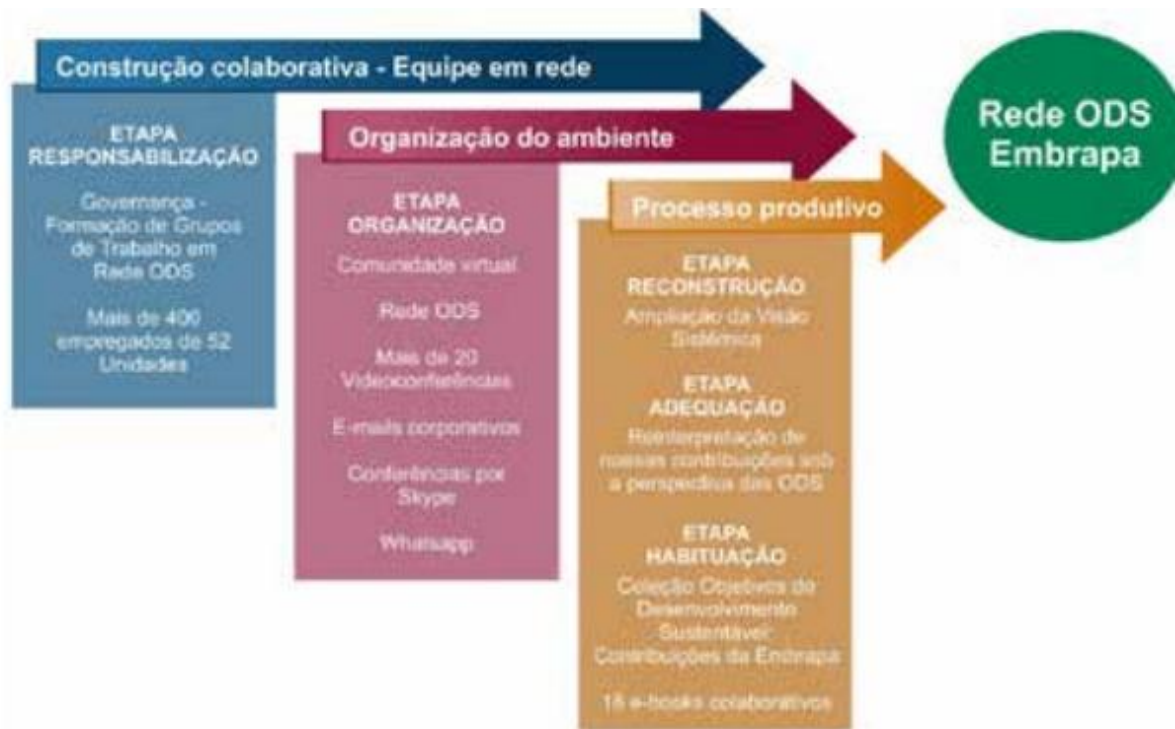 Construção colaborativa - Equipe em rede
ETAPA
RESPONSABILIZAÇÃO
Governança -
Formação de Grupos
de Trabalho em
Rede ODS
Mais de 400
empregados de 52
Unidades
Organização do ambiente
ETAPA
ORGANIZAÇÃO
Comunidade virtual
Rede ODS
Mais de 20
Videoconferências
E-mails corporativos
Conferências por
Skype
Whatsapp
Processo produtivo
ETAPA
RECONSTRUÇÃO
Ampliação da Visão
Sistêmica
ETAPA
ADEQUAÇÃO
Reinterpretação de
nossas contribuições sob
a perspectiva das ODS
ETAPA
HABITUAÇÃO
Coleção Objetivos do
Desenvolvimento
Sustentável
Contribuições da Embrapa
18 e-books colaborativos
Rede ODS
Embrapa